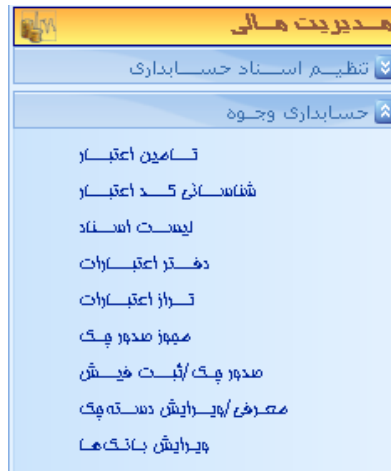 مدیریت مالی
تنظیم اسناد حسابداری
حسابداری وجوه
تامین اعتبار
شناسائی کد اعتبار
لیست اسناد
دفتر اعتبارات
تراز اعتبارات
مجوز صدور چک
صدور چک/ثبت فیش
معرفی/ویرایش دسته‌چک
ویرایش بانک‌ها